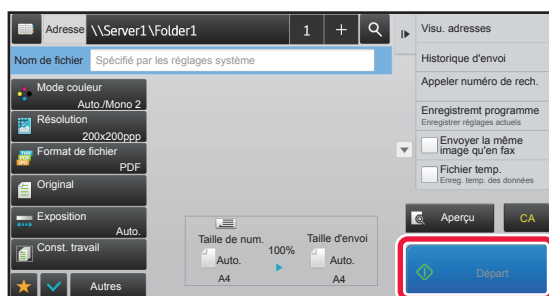 Adresse \\Server1\Folder1 1 +
Nom de fichier Spécifié par les réglages système
Mode couleur
Auto./Mono 2
Résolution
200x200ppp
Format de fichier
PDF
Original
Exposition
Auto.
Const. travail
Autres
Taille de num.
Auto.
A4
100%
Taille d'envoi
Auto.
A4
Visu. adresses
Historique d'envoi
Appeler numéro de rech.
Enregistremt programme
Enregistrer réglages actuels
Envoyer la même
image qu'en fax
Fichier temp.
Enreg. temp. des données
Aperçu
CA
Départ